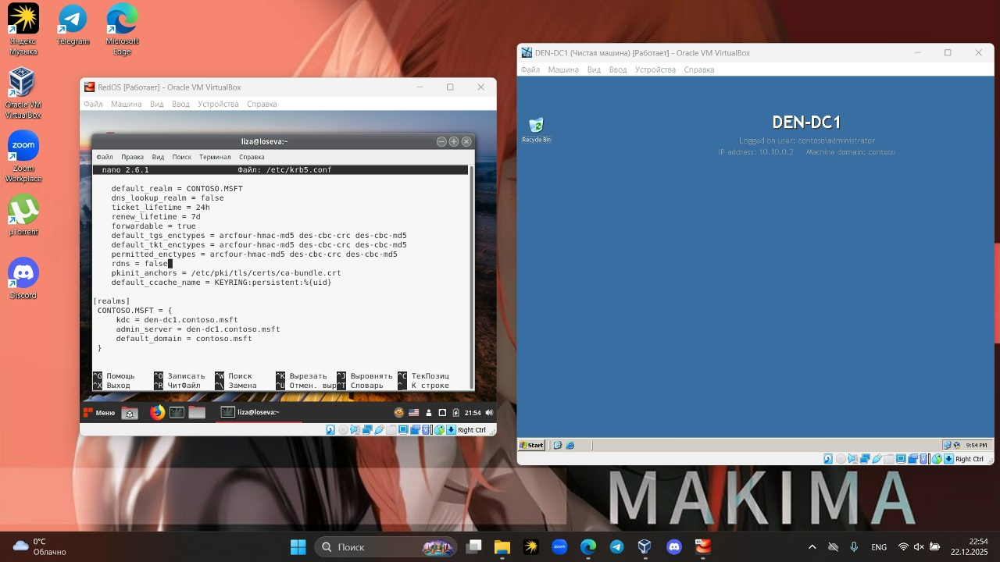 Яндекс
Музыка
Telegram
Microsoft
Edge
Oracle VM
VirtualBox
Zoom
Workplace
µTorrent
Discord
zoom
RedOS [Работает] - Oracle VM VirtualBox
Файл Машина Вид Ввод Устройства Справка
liza@loseva:~
Файл Правка Вид Поиск Терминал Справка
nano 2.6.1 Файл: /etc/krb5.conf
default_realm = CONTOSO.MSFT
dns_lookup_realm = false
ticket_lifetime = 24h
renew_lifetime = 7d
forwardable = true
default_tgs_enctypes = arcfour-hmac-md5 des-cbc-crc des-cbc-md5
default_tkt_enctypes = arcfour-hmac-md5 des-cbc-crc des-cbc-md5
permitted_enctypes = arcfour-hmac-md5 des-cbc-crc des-cbc-md5
rdns = false
pkinit_anchors = /etc/pki/tls/certs/ca-bundle.crt
default_ccache_name = KEYRING:persistent:%{uid}
[realms]
CONTOSO.MSFT = {
kdc = den-dc1.contoso.msft
admin_server = den-dc1.contoso.msft
default_domain = contoso.msft
}
^G Помощь ^O Записать ^W Поиск ^K Вырезать ^J Выровнять ^C ТекПозиц
^X Выход ^R ЧитФайл ^\ Замена ^U Отмен. выр ^T Словарь ^_ К строке
Меню liza@loseva:~ 21:54
Right Ctrl
DEN-DC1 (Чистая машина) [Работает] - Oracle VM VirtualBox
Файл Машина Вид Ввод Устройства Справка
Recycle Bin
DEN-DC1
Logged on user: contoso\administrator
IP address: 10.10.0.2 Machine domain: contoso
Start 9:54 PM
Right Ctrl
MAKIMA
0°C
Облачно
Поиск
zoom
ENG
22:54
22.12.2025